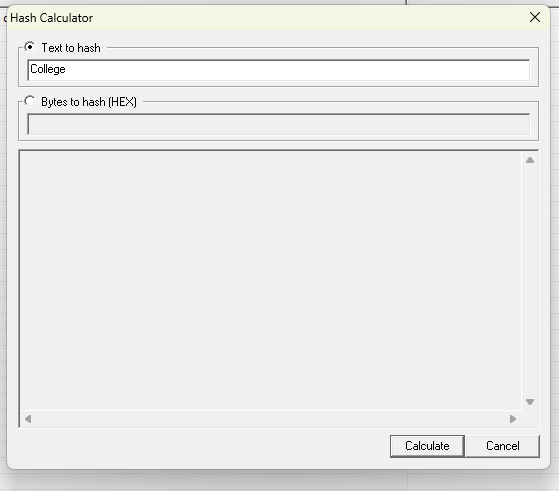 Hash Calculator
Text to hash
College
Bytes to hash (HEX)
Calculate Cancel